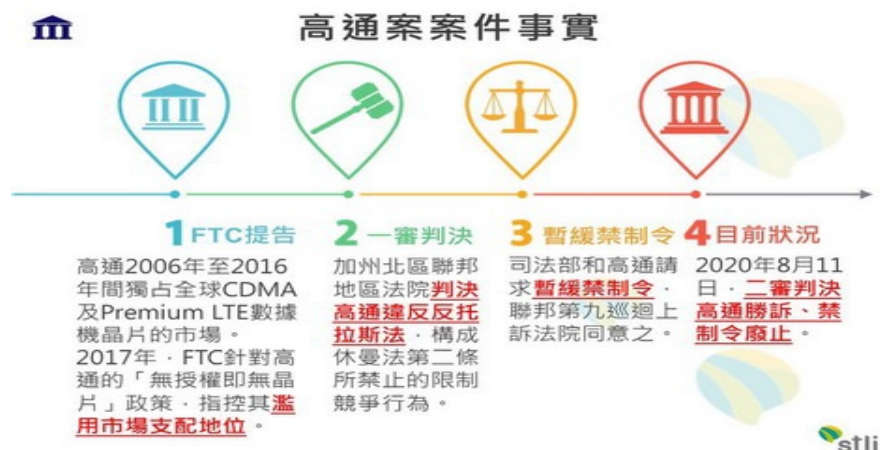 高通案案件事實
1 FTC提告
高通2006年至2016
年間獨占全球CDMA
及Premium LTE數據
機晶片的市場。
2017年，FTC針對高
通的「無授權即無晶
片」政策，指控其濫
用市場支配地位。
2 一審判決
加州北區聯邦
地區法院判決
高通違反反托
拉斯法，構成
休曼法第二條
所禁止的限制
競爭行為。
3 暫緩禁制令
司法部和高通請
求暫緩禁制令，
聯邦第九巡迴上
訴法院同意之。
4 目前狀況
2020年8月11
日，二審判決
高通勝訴、禁
制令廢止。
stli